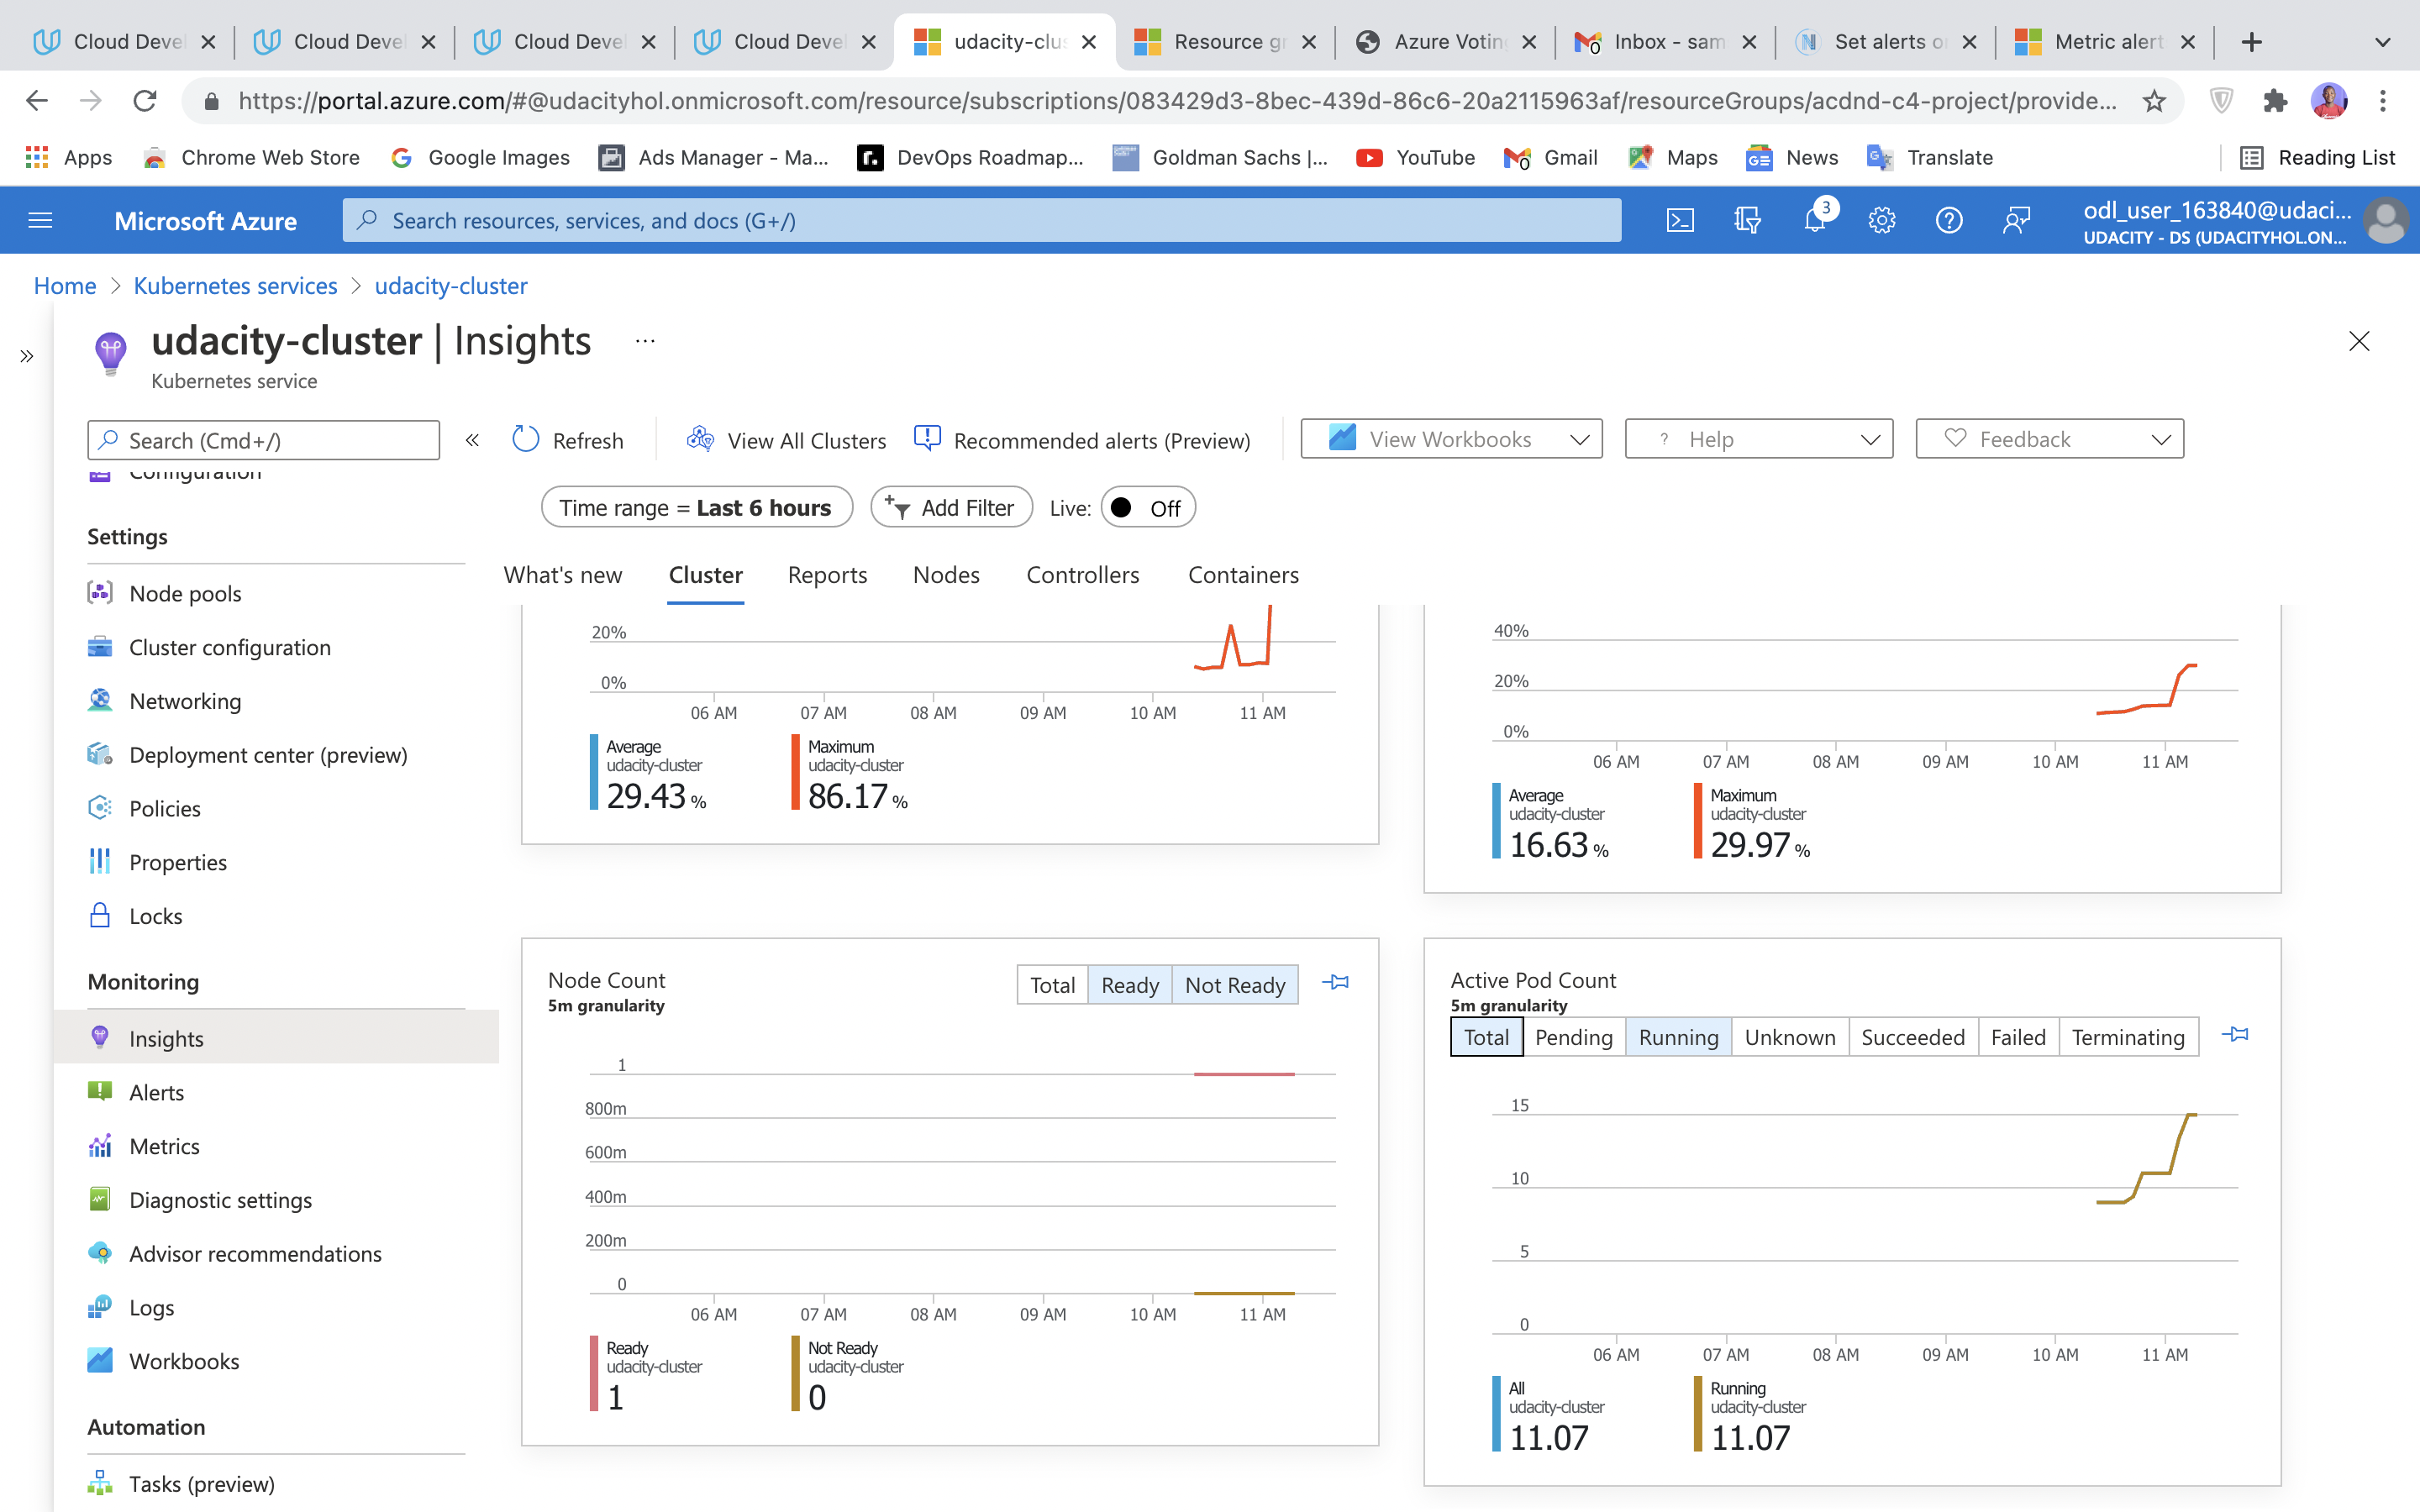 Cloud Deve
Cloud Deve
Cloud Deve
Cloud Deve
udacity-clus
Resource gr
Azure Votin
Inbox - sam
Set alerts o
Metric alert
https://portal.azure.com/#@udacityhol.onmicrosoft.com/resource/subscriptions/083429d3-8bec-439d-86c6-20a2115963af/resourceGroups/acdnd-c4-project/provide...
Apps
Chrome Web Store
Google Images
Ads Manager - Ma...
DevOps Roadmap...
Goldman Sachs |...
YouTube
Gmail
Maps
News
Translate
Reading List
Microsoft Azure
Search resources, services, and docs (G+/)
3
odl_user_163840@udaci...
UDACITY - DS (UDACITYHOL.ON...
Home > Kubernetes services > udacity-cluster
udacity-cluster | Insights ...
Kubernetes service
Search (Cmd+/)
Refresh
View All Clusters
Recommended alerts (Preview)
View Workbooks
? Help
Feedback
Time range = Last 6 hours
Add Filter
Live: Off
What's new
Cluster
Reports
Nodes
Controllers
Containers
Configuration
Settings
Node pools
Cluster configuration
Networking
Deployment center (preview)
Policies
Properties
Locks
Monitoring
Insights
Alerts
Metrics
Diagnostic settings
Advisor recommendations
Logs
Workbooks
Automation
Tasks (preview)
20%
0%
06 AM 07 AM 08 AM 09 AM 10 AM 11 AM
Average
udacity-cluster
29.43 %
Maximum
udacity-cluster
86.17 %
40%
20%
0%
06 AM 07 AM 08 AM 09 AM 10 AM 11 AM
Average
udacity-cluster
16.63 %
Maximum
udacity-cluster
29.97 %
Node Count
5m granularity
Total Ready Not Ready
1
800m
600m
400m
200m
0
06 AM 07 AM 08 AM 09 AM 10 AM 11 AM
Ready
udacity-cluster
1
Not Ready
udacity-cluster
0
Active Pod Count
5m granularity
Total Pending Running Unknown Succeeded Failed Terminating
15
10
5
0
06 AM 07 AM 08 AM 09 AM 10 AM 11 AM
All
udacity-cluster
11.07
Running
udacity-cluster
11.07